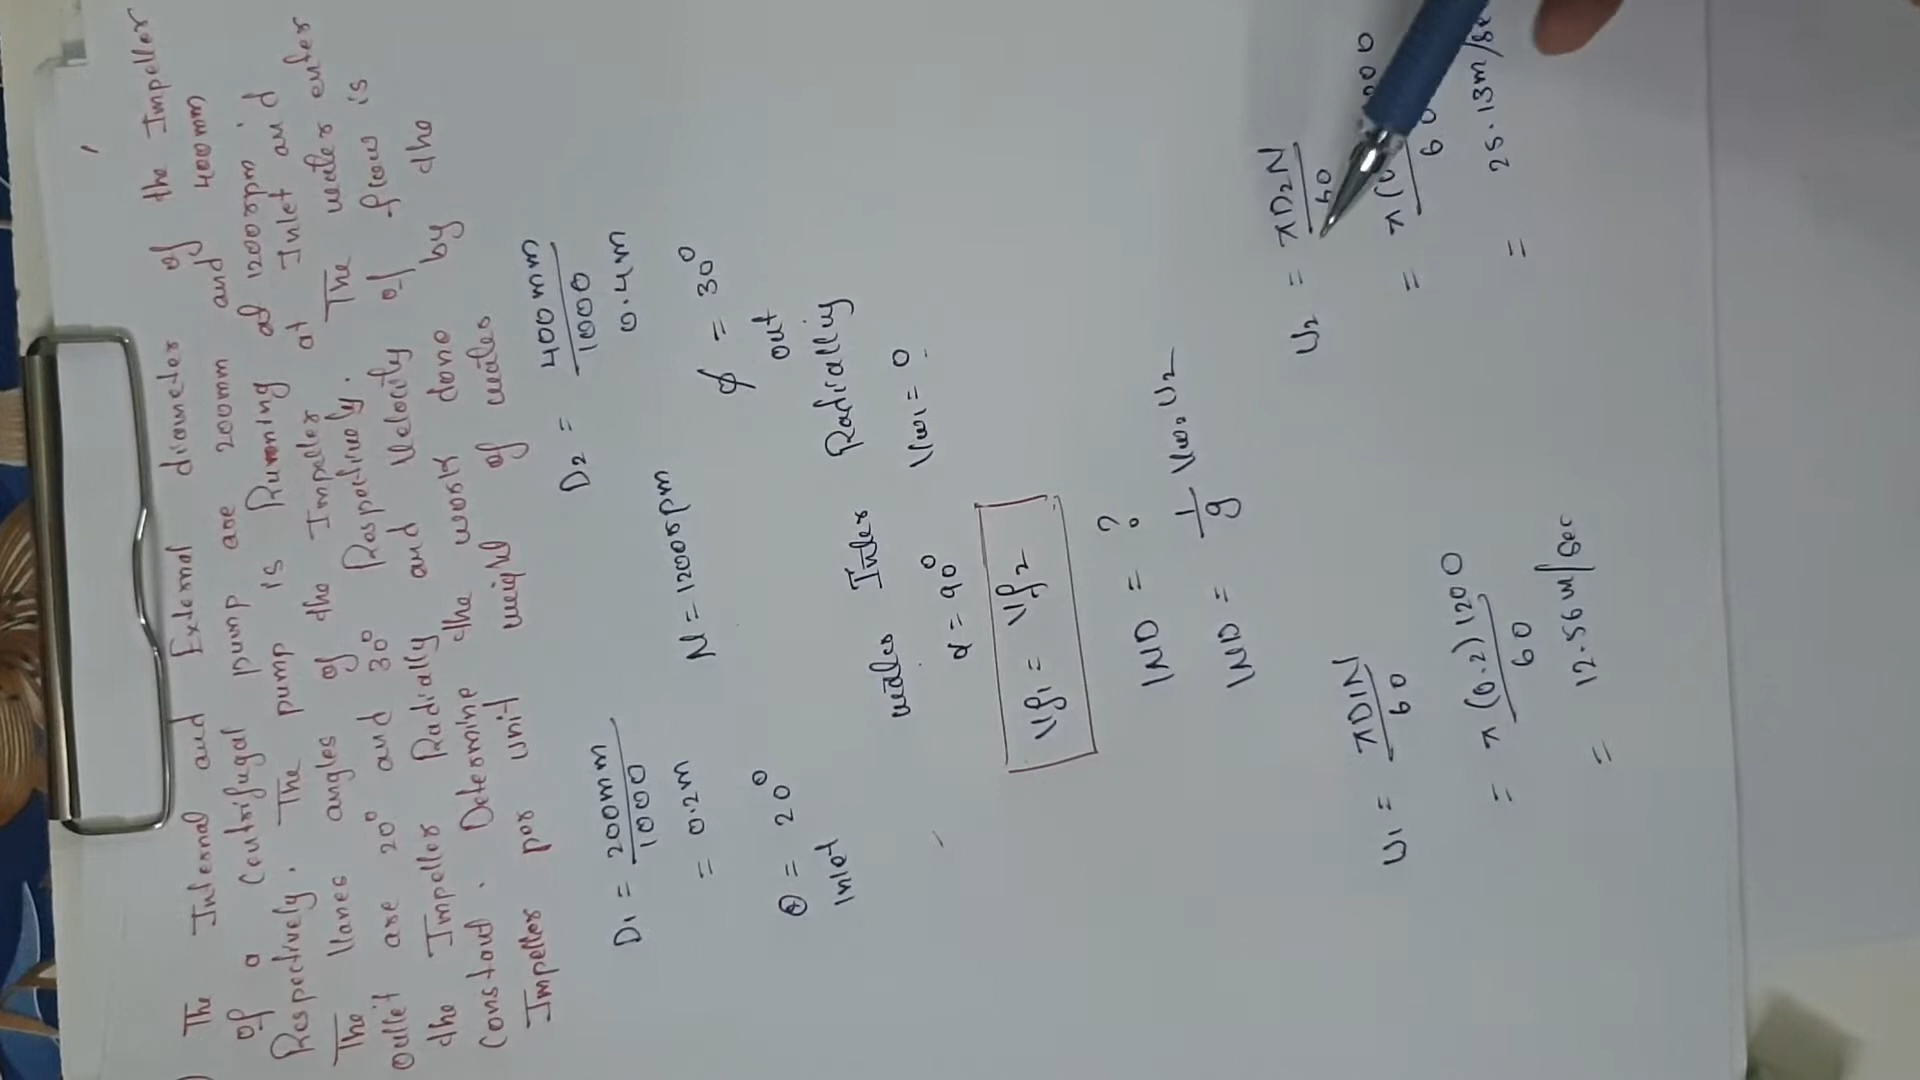 The Internal and External diameter of the Impeller
of a Centrifugal pump are 200mm and 400mm
Respectively. The pump is Running at 1200rpm.
The Vanes angles of the Impeller at Inlet and
outlet are 20° and 30° Respectively. The water enter
the Impeller Radially and Velocity of flow is
Constant. Determine the work done by the
Impeller per unit weight of water
D1 = 200mm / 1000
D2 = 400mm / 1000
= 0.2m
0.4m
N = 1200rpm
θ = 20°
ϕ = 30°
Inlet
out
water Inter Radially
α = 90°
Vw1 = 0
Vf1 = Vf2
WD = ?
WD = 1/g Vw2 U2
U1 = πD1N / 60
U2 = πD2N / 60
= π(0.2)1200 / 60
= 12.56 m/sec
= 25.13m/